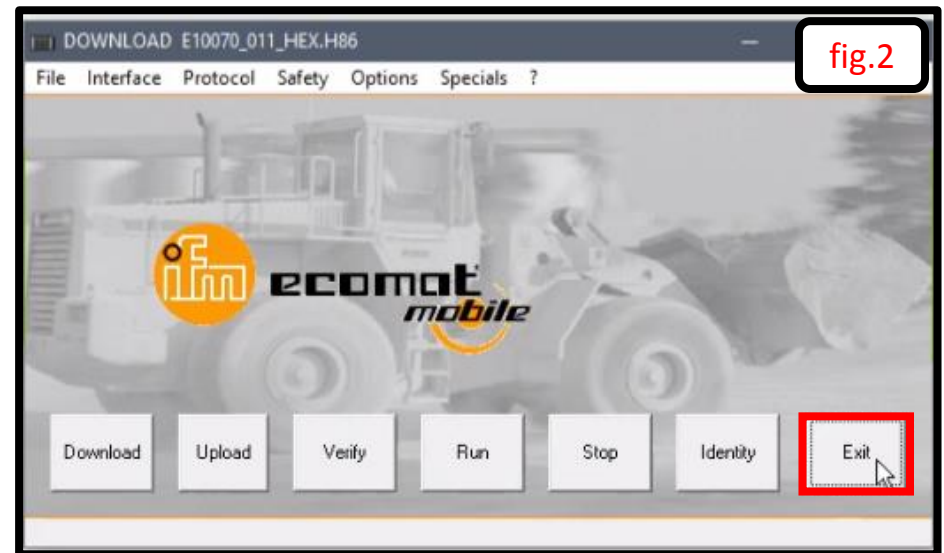 DOWNLOAD E10070_011_HEX.H86
fig.2
File Interface Protocol Safety Options Specials ?
ifm ecomat
mobile
Download Upload Verify Run Stop Identity Exit